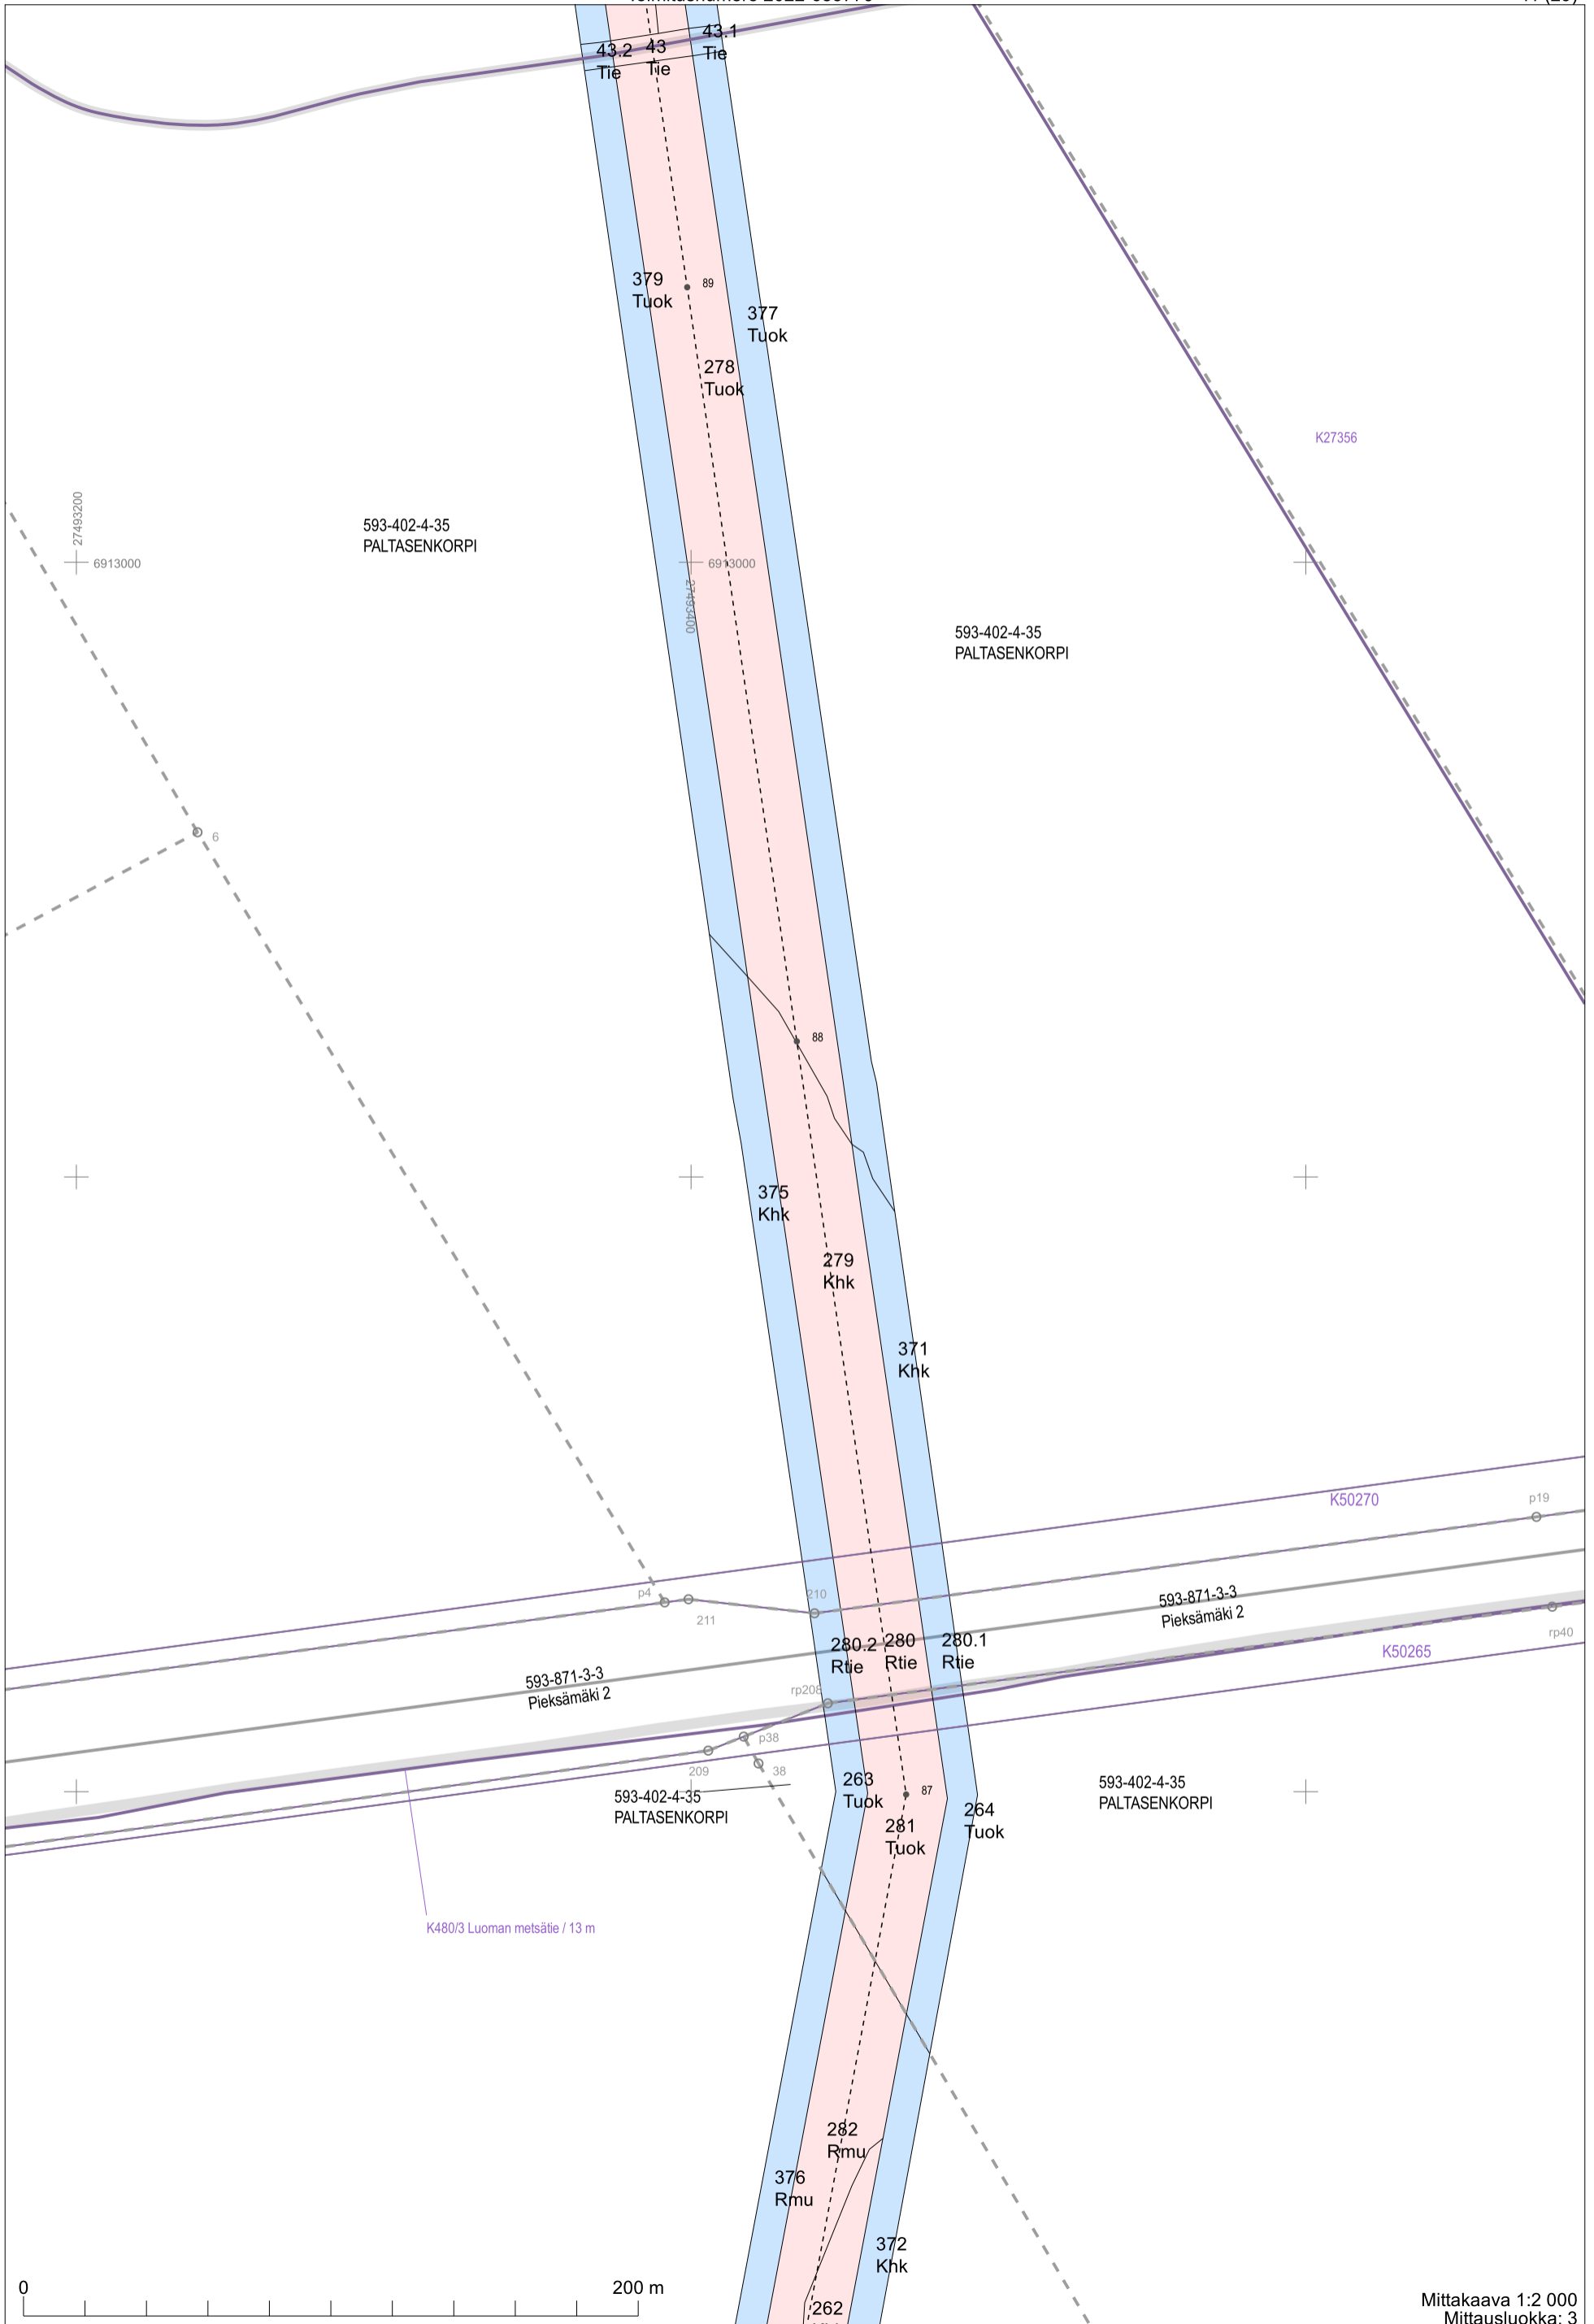 43.2
Tie
43
Tie
43.1
Tie
379
Tuok
89
377
Tuok
278
Tuok
K27356
27493200
6913000
593-402-4-35
PALTASENKORPI
6913000
27493400
593-402-4-35
PALTASENKORPI
6
88
375
Khk
279
Khk
371
Khk
K50270
p19
p4
211
210
593-871-3-3
Pieksämäki 2
280.2
Rtie
280
Rtie
280.1
Rtie
rp40
K50265
593-871-3-3
Pieksämäki 2
rp208
p38
209
38
593-402-4-35
PALTASENKORPI
263
Tuok
87
264
Tuok
593-402-4-35
PALTASENKORPI
281
Tuok
K480/3 Luoman metsätie / 13 m
282
Rmu
376
Rmu
372
Khk
262
0
200 m
Mittakaava 1:2 000
Mittausluokka: 3